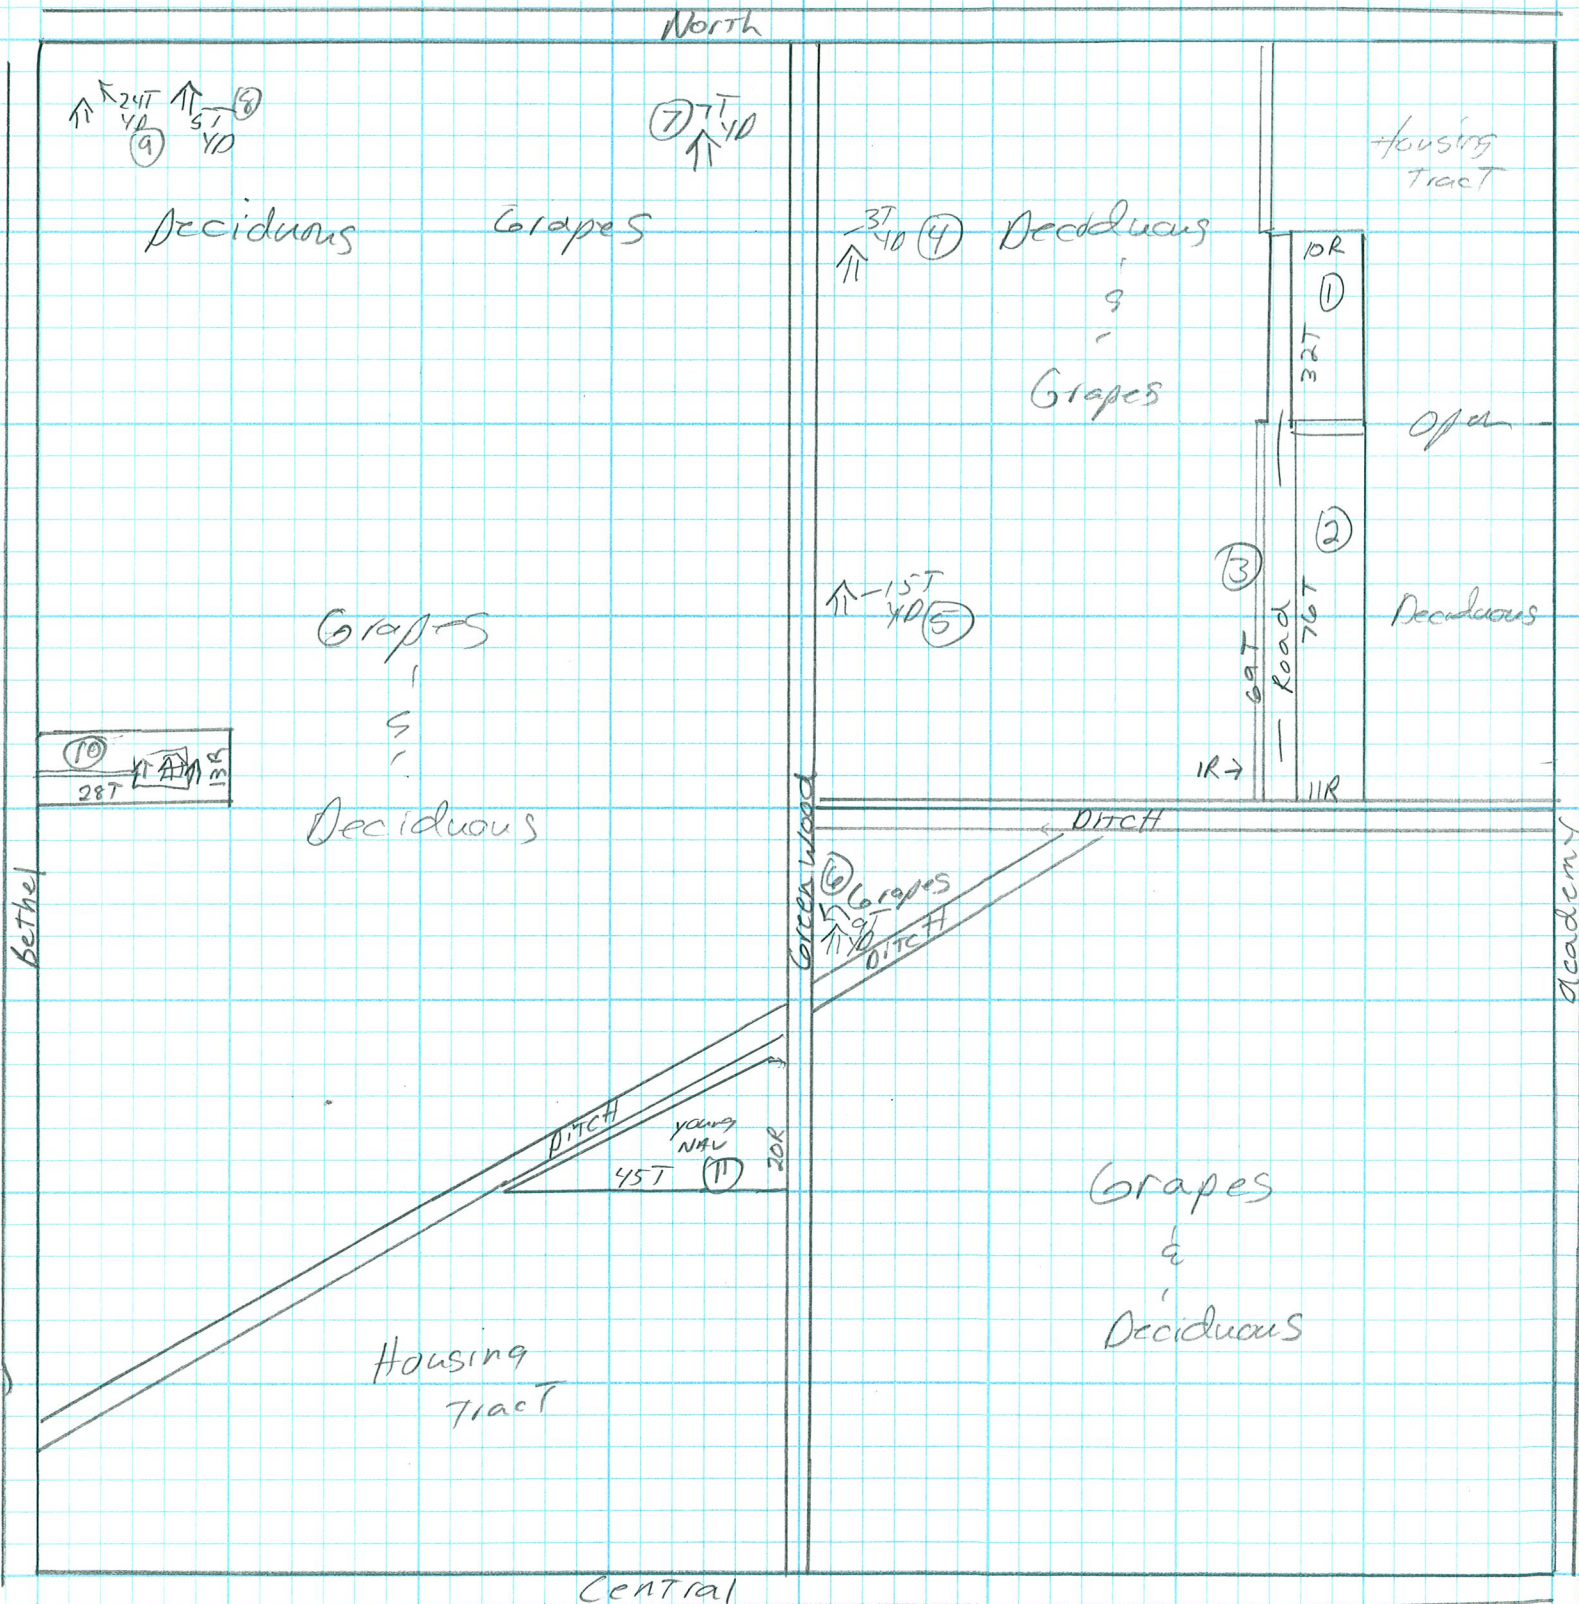 North
24T
YD
9
5T
8
YD
7
7T
YD
Housing
Tract
Deciduous
Grapes
3T
YD
4
Deciduous
&
Grapes
10R
1
32T
Open
2
3
15T
YD
5
69T
Road
76T
Deciduous
Grapes
&
Deciduous
10
28T
13R
1R→
11R
Ditch
Bethel
Greenwood
Academy
6
Grapes
9T
YD
Ditch
Ditch
young
NAV
45T
11
20R
Grapes
&
Deciduous
Housing
Tract
Central